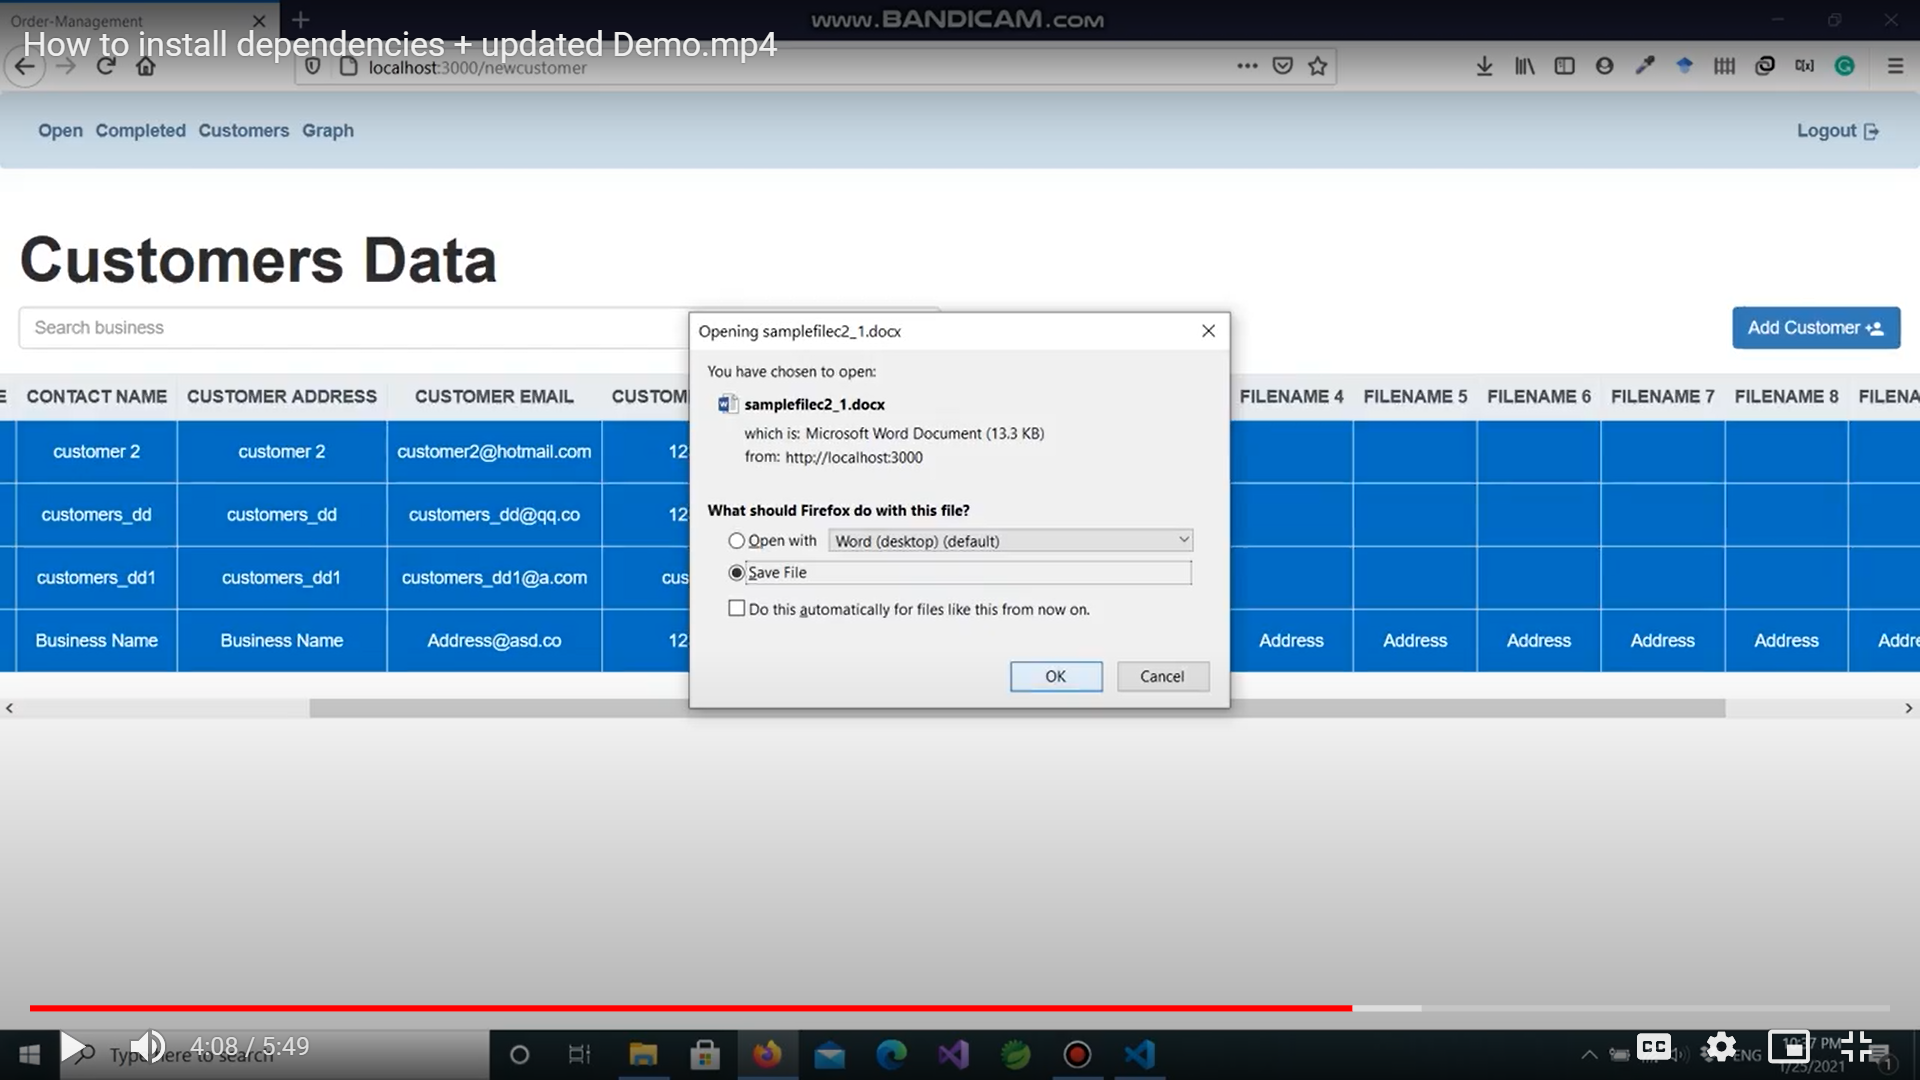 Order-Management
www.BANDICAM.com
How to install dependencies + updated Demo.mp4
localhost:3000/newcustomer
Open Completed Customers Graph
Logout
Customers Data
Search business
Add Customer
CONTACT NAME CUSTOMER ADDRESS CUSTOMER EMAIL CUSTOM FILENAME 4 FILENAME 5 FILENAME 6 FILENAME 7 FILENAME 8 FILENA
customer 2 customer 2 customer2@hotmail.com 12
customers_dd customers_dd customers_dd@qq.co 12
customers_dd1 customers_dd1 customers_dd1@a.com cus
Business Name Business Name Address@asd.co 12 Address Address Address Address Address Addre
Opening samplefilec2_1.docx
You have chosen to open:
samplefilec2_1.docx
which is: Microsoft Word Document (13.3 KB)
from: http://localhost:3000
What should Firefox do with this file?
Open with Word (desktop) (default)
Save File
Do this automatically for files like this from now on.
OK Cancel
4:08 / 5:49
Type here to search
CC
ENG
10:37 PM
1/25/2021
1